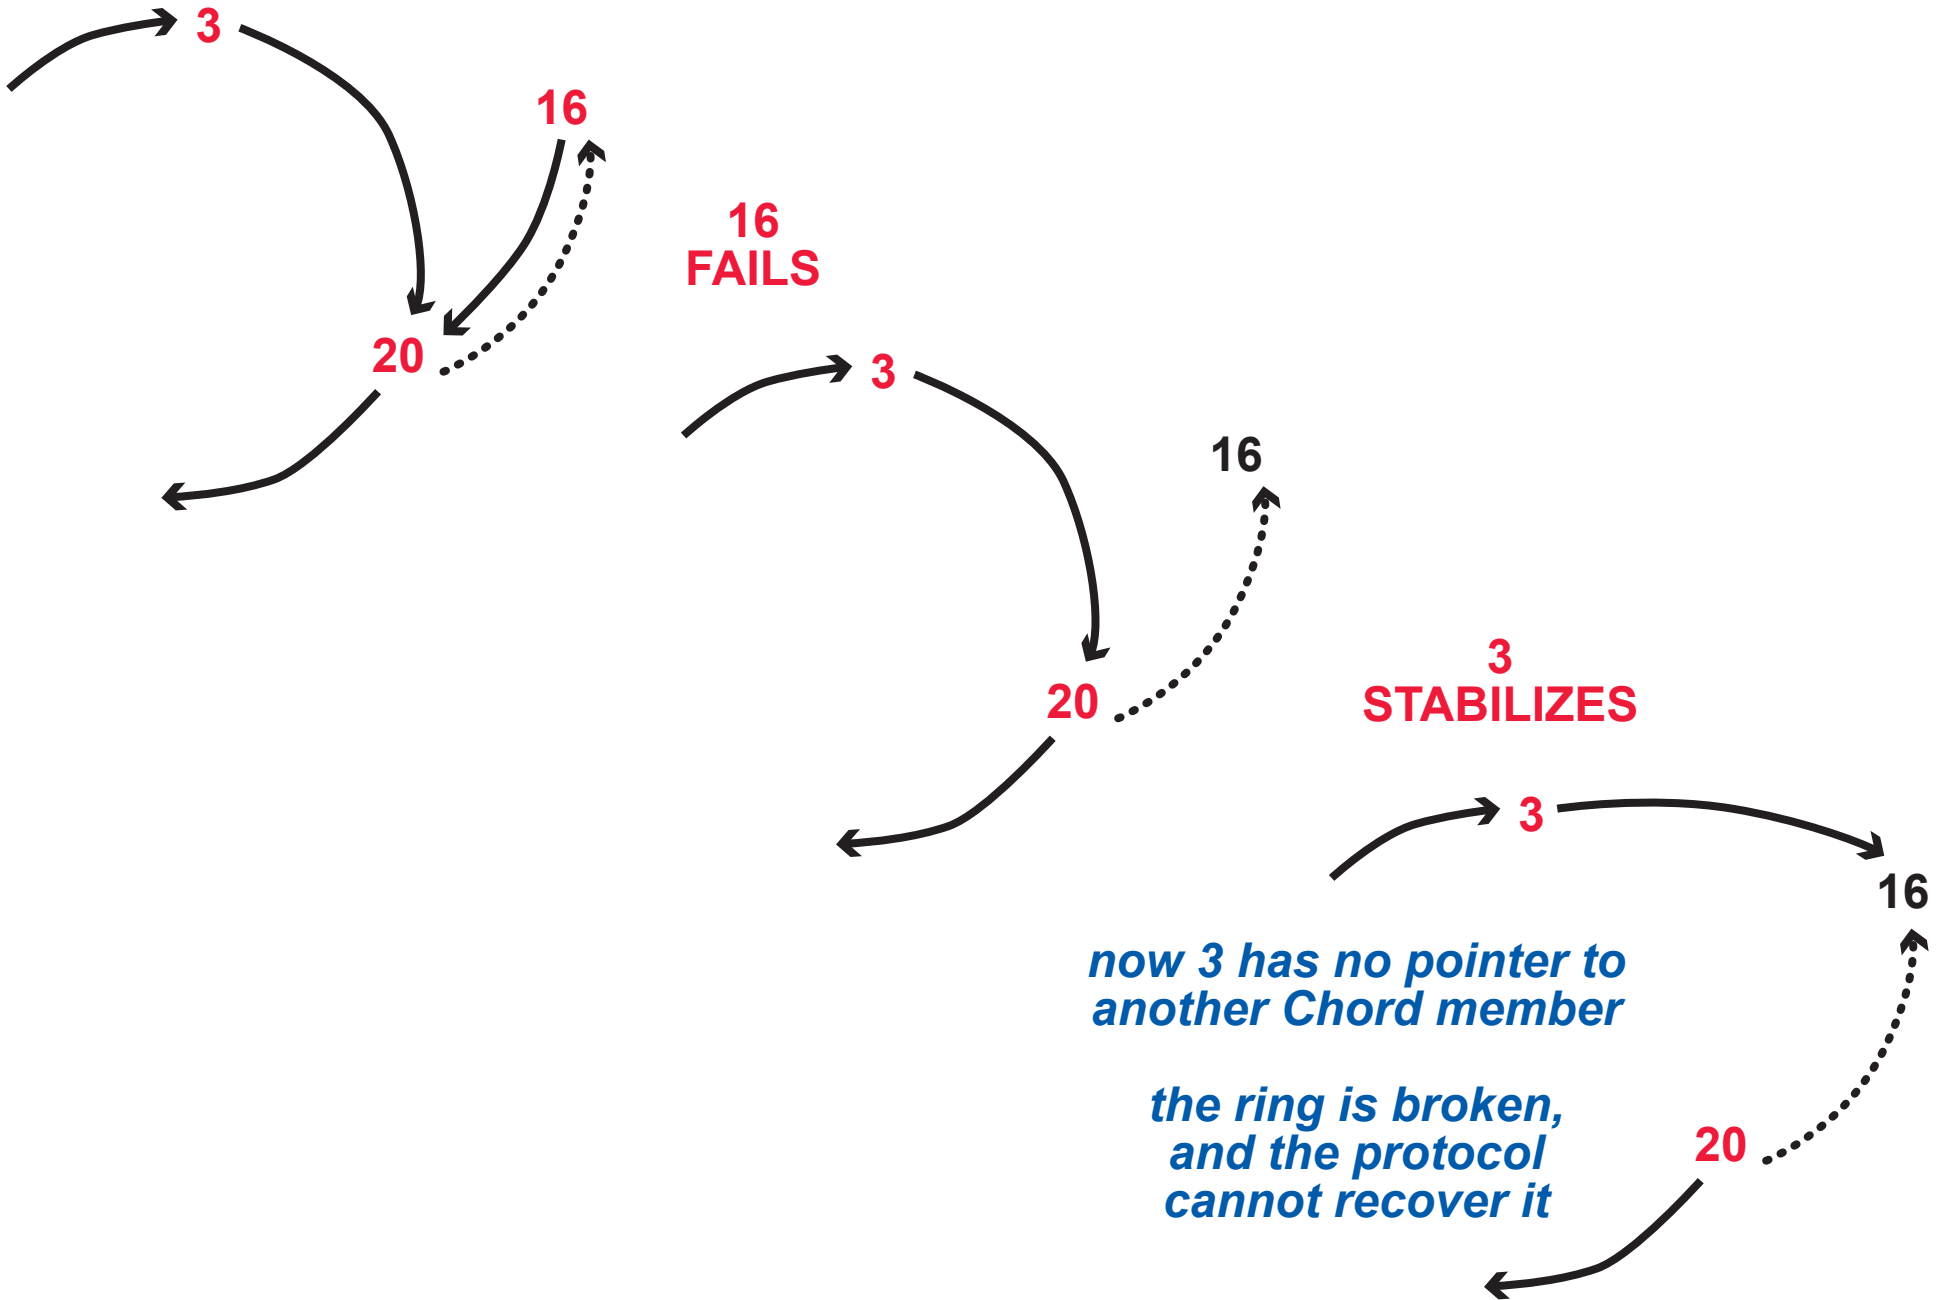 3
16
20
16
FAILS
3
16
20
3
STABILIZES
3
16
now 3 has no pointer to
another Chord member
the ring is broken,
and the protocol
cannot recover it
20